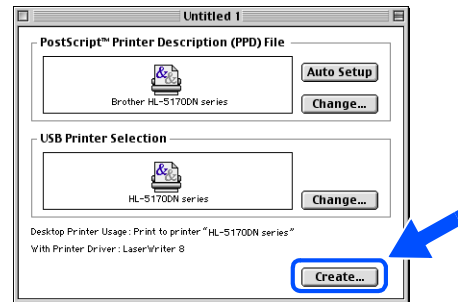 Untitled 1
PostScript™ Printer Description (PPD) File
Auto Setup
Brother HL-5170DN series
Change...
USB Printer Selection
HL-5170DN series
Change...
Desktop Printer Usage: Print to printer "HL-5170DN series"
With Printer Driver: LaserWriter 8
Create...